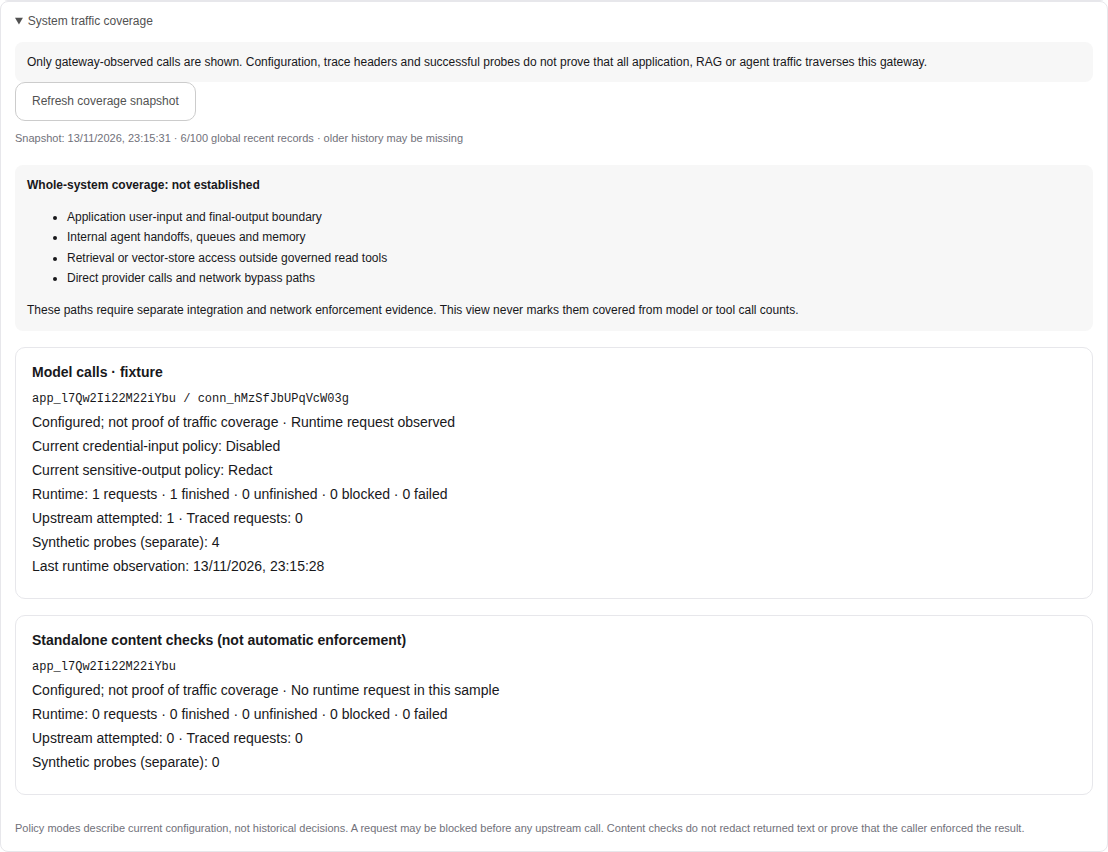 ▼ System traffic coverage
Only gateway-observed calls are shown. Configuration, trace headers and successful probes do not prove that all application, RAG or agent traffic traverses this gateway.
Refresh coverage snapshot
Snapshot: 13/11/2026, 23:15:31 · 6/100 global recent records · older history may be missing
Whole-system coverage: not established
• Application user-input and final-output boundary
• Internal agent handoffs, queues and memory
• Retrieval or vector-store access outside governed read tools
• Direct provider calls and network bypass paths
These paths require separate integration and network enforcement evidence. This view never marks them covered from model or tool call counts.
Model calls · fixture
app_l7Qw2Ii22M22iYbu / conn_hMzSfJbUPqVcW03g
Configured; not proof of traffic coverage · Runtime request observed
Current credential-input policy: Disabled
Current sensitive-output policy: Redact
Runtime: 1 requests · 1 finished · 0 unfinished · 0 blocked · 0 failed
Upstream attempted: 1 · Traced requests: 0
Synthetic probes (separate): 4
Last runtime observation: 13/11/2026, 23:15:28
Standalone content checks (not automatic enforcement)
app_l7Qw2Ii22M22iYbu
Configured; not proof of traffic coverage · No runtime request in this sample
Runtime: 0 requests · 0 finished · 0 unfinished · 0 blocked · 0 failed
Upstream attempted: 0 · Traced requests: 0
Synthetic probes (separate): 0
Policy modes describe current configuration, not historical decisions. A request may be blocked before any upstream call. Content checks do not redact returned text or prove that the caller enforced the result.